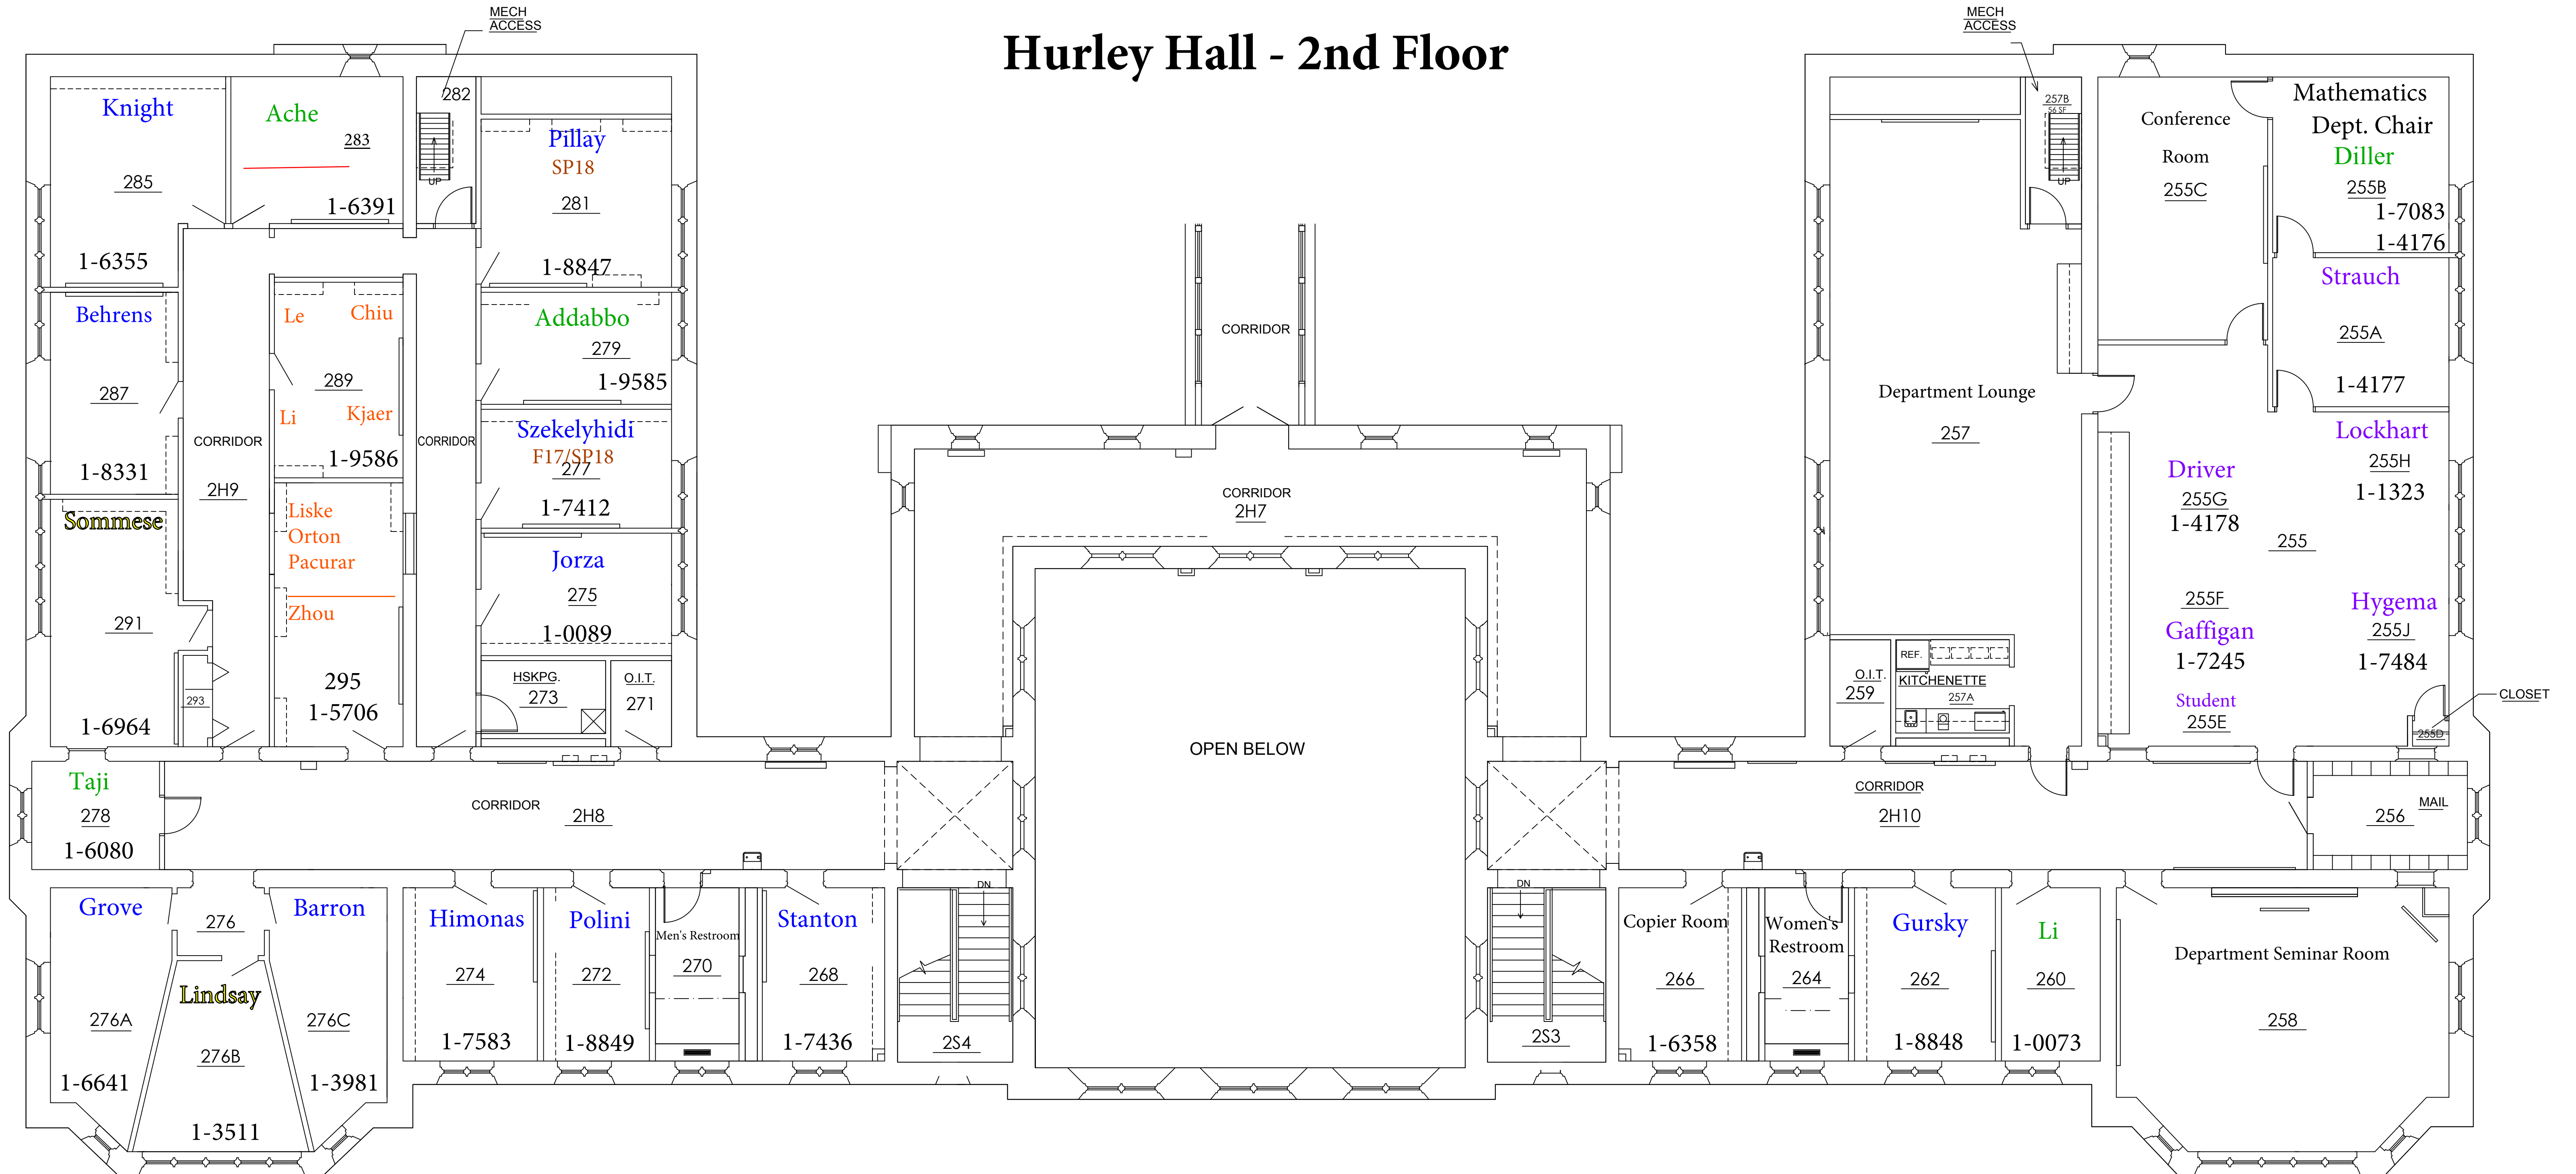 Hurley Hall - 2nd Floor
MECH
ACCESS
282
UP
Knight
285
1-6355
Ache
283
1-6391
Pillay
SP18
281
1-8847
Behrens
287
1-8331
Le
Chiu
289
Li
Kjaer
1-9586
Addabbo
279
1-9585
CORRIDOR
2H9
CORRIDOR
Szekelyhidi
F17/SP18
277
1-7412
Sommese
291
1-6964
293
Liske
Orton
Pacurar
Zhou
295
1-5706
Jorza
275
1-0089
HSKPG.
273
O.I.T.
271
Taji
278
1-6080
CORRIDOR
2H8
Grove
276A
1-6641
276
Lindsay
276B
1-3511
Barron
276C
1-3981
Himonas
274
1-7583
Polini
272
1-8849
Men's Restroom
270
Stanton
268
1-7436
DN
2S4
CORRIDOR
CORRIDOR
2H7
OPEN BELOW
DN
2S3
MECH
ACCESS
257B
56 SF
UP
Conference
Room
255C
Mathematics
Dept. Chair
Diller
255B
1-7083
1-4176
Strauch
255A
1-4177
Department Lounge
257
Lockhart
255H
1-1323
Driver
255G
1-4178
255
255F
Gaffigan
1-7245
Hygema
255J
1-7484
Student
255E
CLOSET
255D
O.I.T.
259
REF.
KITCHENETTE
257A
CORRIDOR
2H10
MAIL
256
Copier Room
266
1-6358
Women's
Restroom
264
Gursky
262
1-8848
Li
260
1-0073
Department Seminar Room
258